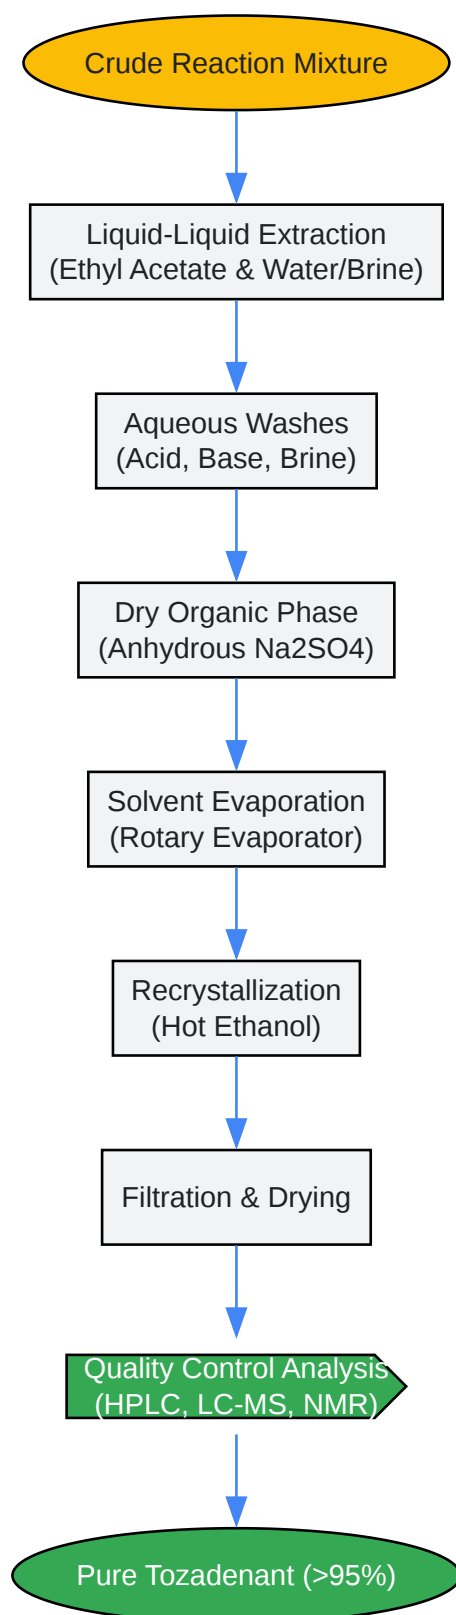 Crude Reaction Mixture
Liquid-Liquid Extraction
(Ethyl Acetate & Water/Brine)
Aqueous Washes
(Acid, Base, Brine)
Dry Organic Phase
(Anhydrous Na2SO4)
Solvent Evaporation
(Rotary Evaporator)
Recrystallization
(Hot Ethanol)
Filtration & Drying
Quality Control Analysis
(HPLC, LC-MS, NMR)
Pure Tozadenant (>95%)